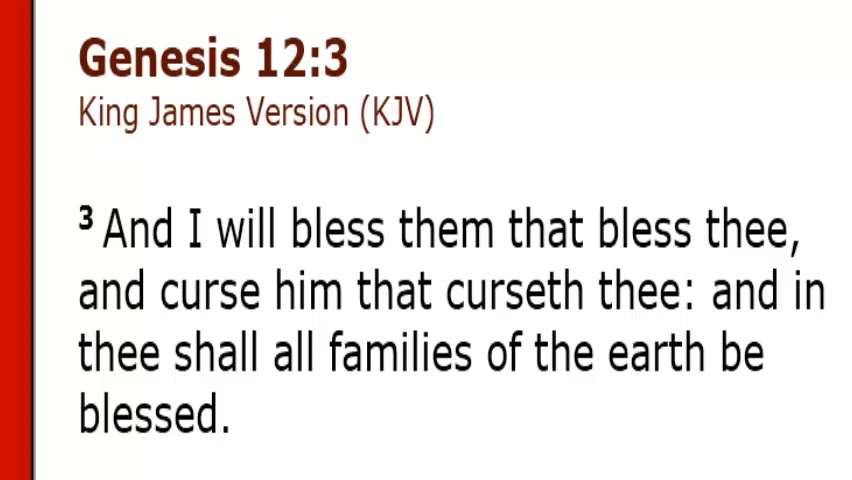 Genesis 12:3
King James Version (KJV)
3 And I will bless them that bless thee,
and curse him that curseth thee: and in
thee shall all families of the earth be
blessed.